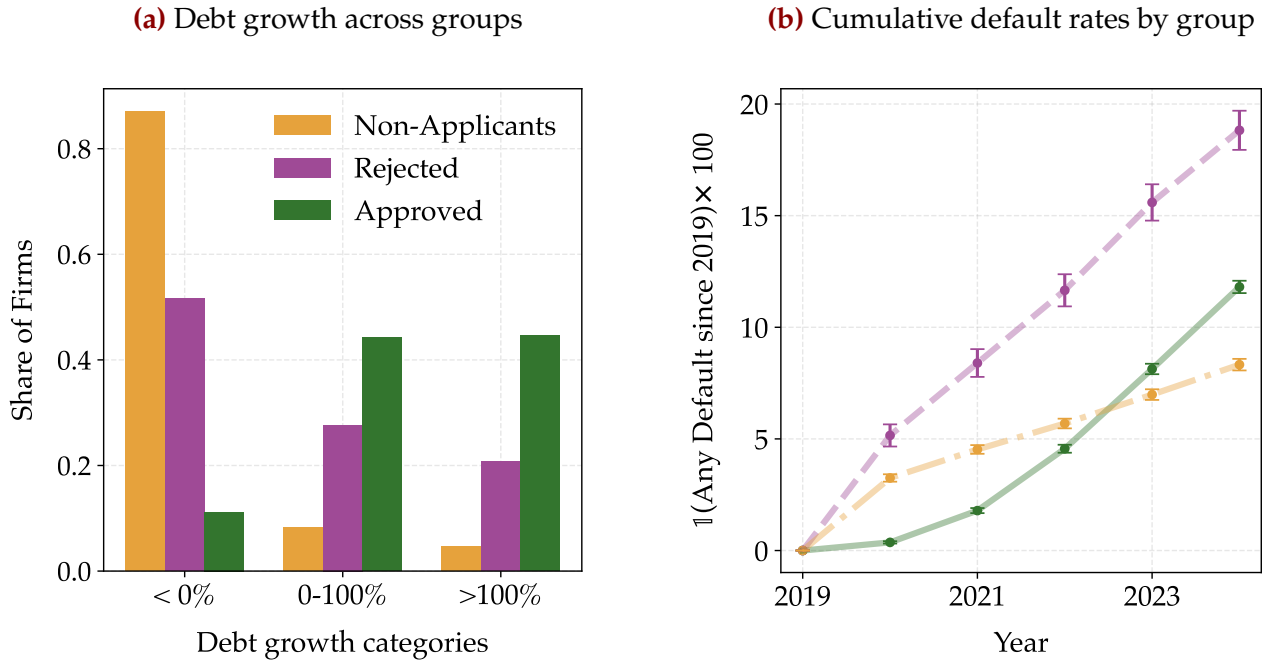 (a) Debt growth across groups
Share of Firms
0.8
0.6
0.4
0.2
0.0
Non-Applicants
Rejected
Approved
< 0%
0-100%
>100%
Debt growth categories
(b) Cumulative default rates by group
𝟙(Any Default since 2019)× 100
20
15
10
5
0
2019
2021
2023
Year